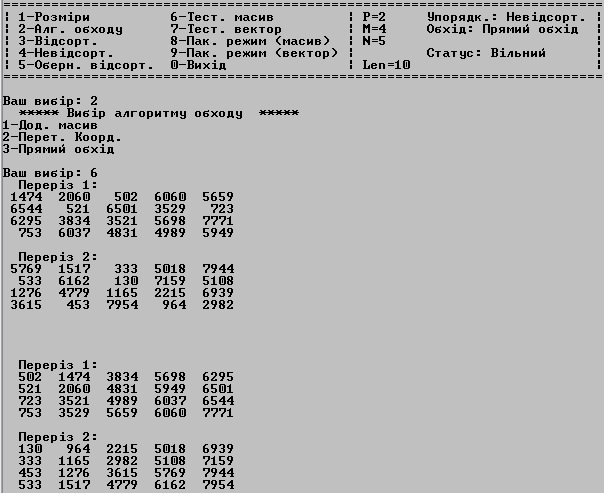 ==========================================================================
¦ 1-Розміри          6-Тест. масив         ¦ P=2     Упорядк.: Невідсорт. ¦
¦ 2-Алг. обходу      7-Тест. вектор        ¦ M=4     Обхід: Прямий обхід  ¦
¦ 3-Відсорт.         8-Пак. режим (масив)  ¦ N=5                          ¦
¦ 4-Невідсорт.       9-Пак. режим (вектор) ¦         Статус: Вільний      ¦
¦ 5-Оберн. відсорт.  0-Вихід               ¦ Len=10                       ¦
==========================================================================
Ваш вибір: 2
***** Вибір алгоритму обходу *****
1-Дод. масив
2-Перет. Коорд.
3-Прямий обхід
Ваш вибір: 6
Переріз 1:
1474 2060 502 6060 5659
6544 521 6501 3529 723
6295 3834 3521 5698 7771
753 6037 4831 4989 5949
Переріз 2:
5769 1517 333 5018 7944
533 6162 130 7159 5108
1276 4779 1165 2215 6939
3615 453 7954 964 2982
Переріз 1:
502 1474 3834 5698 6295
521 2060 4831 5949 6501
723 3521 4989 6037 6544
753 3529 5659 6060 7771
Переріз 2:
130 964 2215 5018 6939
333 1165 2982 5108 7159
453 1276 3615 5769 7944
533 1517 4779 6162 7954